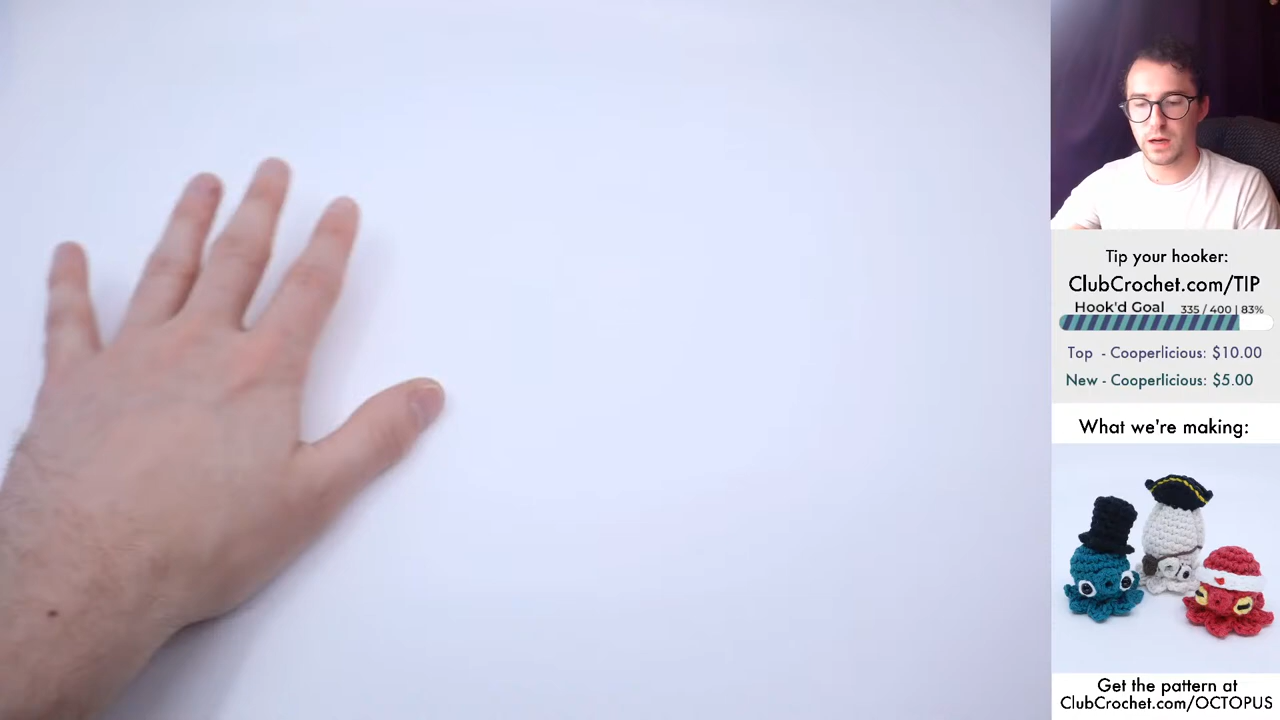 Tip your hooker:
ClubCrochet.com/TIP
Hook'd Goal 335 / 400 | 83%
Top - Cooperlicious: $10.00
New - Cooperlicious: $5.00
What we're making:
Get the pattern at
ClubCrochet.com/OCTOPUS